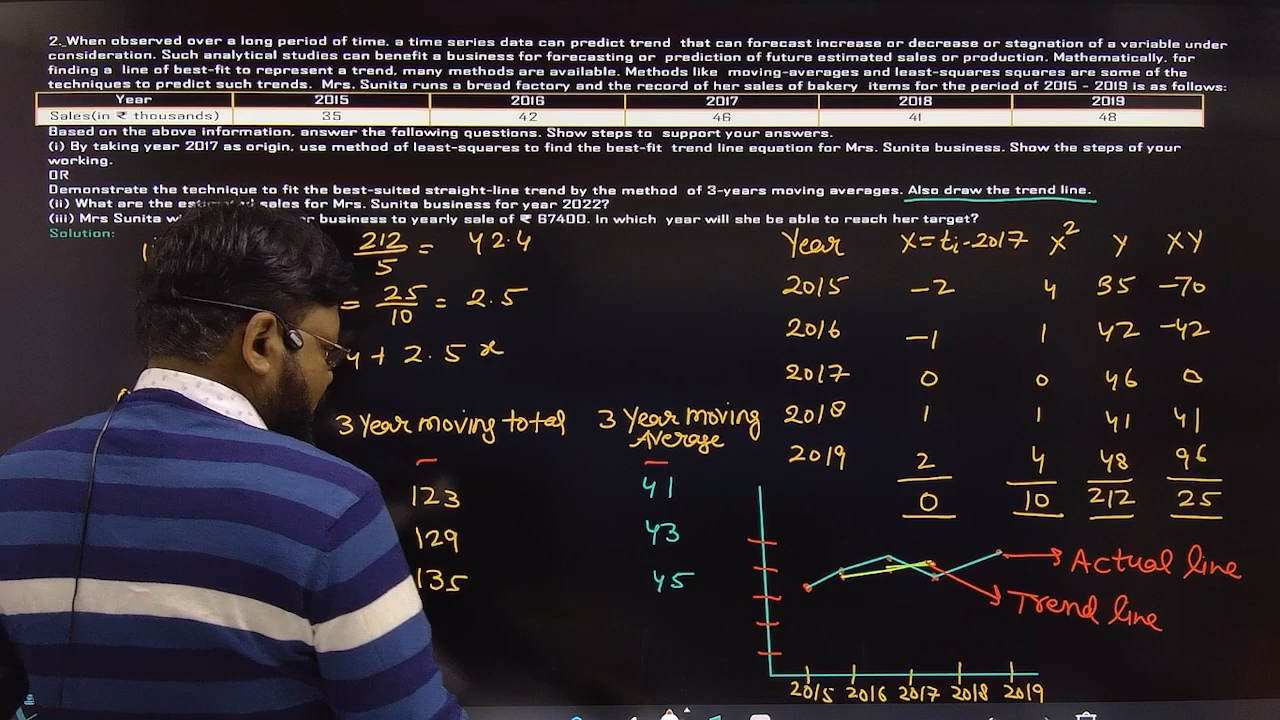 2. When observed over a long period of time, a time series data can predict trend that can forecast increase or decrease or stagnation of a variable under
consideration. Such analytical studies can benefit a business for forecasting or prediction of future estimated sales or production. Mathematically, for
finding a line of best-fit to represent a trend, many methods are available. Methods like moving-averages and least-squares squares are some of the
techniques to predict such trends. Mrs. Sunita runs a bread factory and the record of her sales of bakery items for the period of 2015 - 2019 is as follows:
Year 2015 2016 2017 2018 2019
Sales(in ₹ thousands) 35 42 46 41 48
Based on the above information, answer the following questions. Show steps to support your answers.
(i) By taking year 2017 as origin, use method of least-squares to find the best-fit trend line equation for Mrs. Sunita business. Show the steps of your
working.
OR
Demonstrate the technique to fit the best-suited straight-line trend by the method of 3-years moving averages. Also draw the trend line.
(ii) What are the sales for Mrs. Sunita business for year 2022?
(iii) Mrs Sunita business to yearly sale of ₹ 67400. In which year will she be able to reach her target?
Solution:
212/5 = 42.4
= 25/10 = 2.5
4 + 2.5 x
Year X = ti - 2017 X² Y XY
2015 -2 4 35 -70
2016 -1 1 42 -42
2017 0 0 46 0
2018 1 1 41 41
2019 2 4 48 96
0 10 212 25
3 Year moving total 3 Year moving Average
- -
123 41
129 43
135 45
Actual line
Trend line
2015 2016 2017 2018 2019